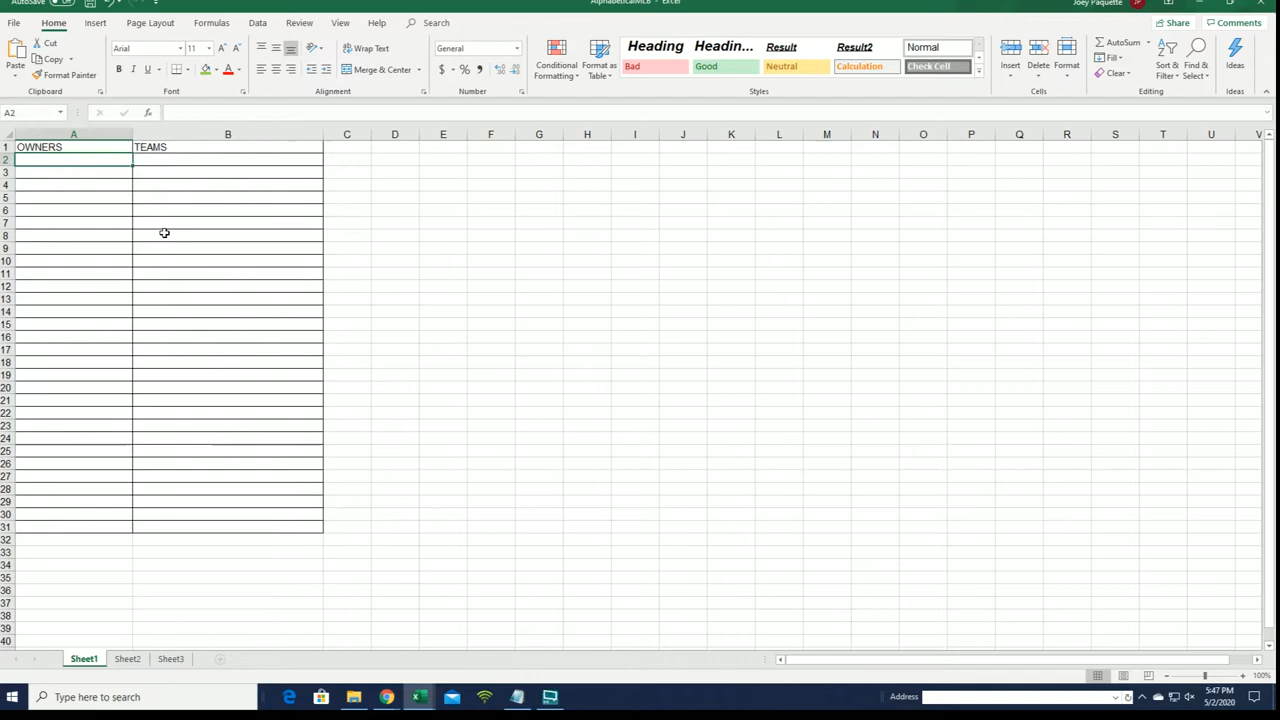 AutoSave Off AlphabeticalMLB - Excel Joey Paquette JP
File Home Insert Page Layout Formulas Data Review View Help Search Share Comments
Paste Cut Copy Format Painter Clipboard
Arial 11 A A B I U A Font
Wrap Text Merge & Center Alignment
General $ % , Number
Conditional Formatting Format as Table
Heading Headin... Result Result2 Normal
Bad Good Neutral Calculation Check Cell
Styles
Insert Delete Format Cells
AutoSum Fill Clear Sort & Filter Find & Select Editing
Ideas Ideas
A2 fx
A B C D E F G H I J K L M N O P Q R S T U V
1 OWNERS TEAMS
2
3
4
5
6
7
8
9
10
11
12
13
14
15
16
17
18
19
20
21
22
23
24
25
26
27
28
29
30
31
32
33
34
35
36
37
38
39
40
Sheet1 Sheet2 Sheet3
100%
Type here to search Address 5:47 PM
5/2/2020